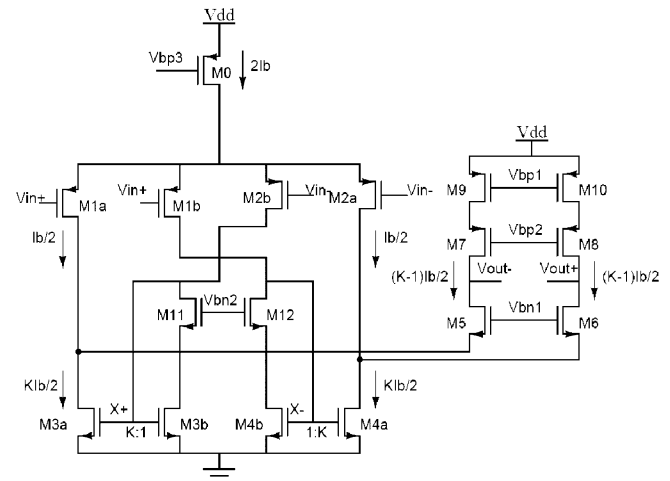 Vdd
Vbp3
M0
2Ib
Vdd
Vin+
M1a
Vin+
M1b
M2b
Vin-
M2a
Vin-
M9
Vbp1
M10
Ib/2
Ib/2
M7
Vbp2
M8
(K-1)Ib/2
Vout-
Vout+
(K-1)Ib/2
M11
Vbn2
M12
Vbn1
M5
M6
KIb/2
KIb/2
X+
X-
M3a
K:1
M3b
M4b
1:K
M4a